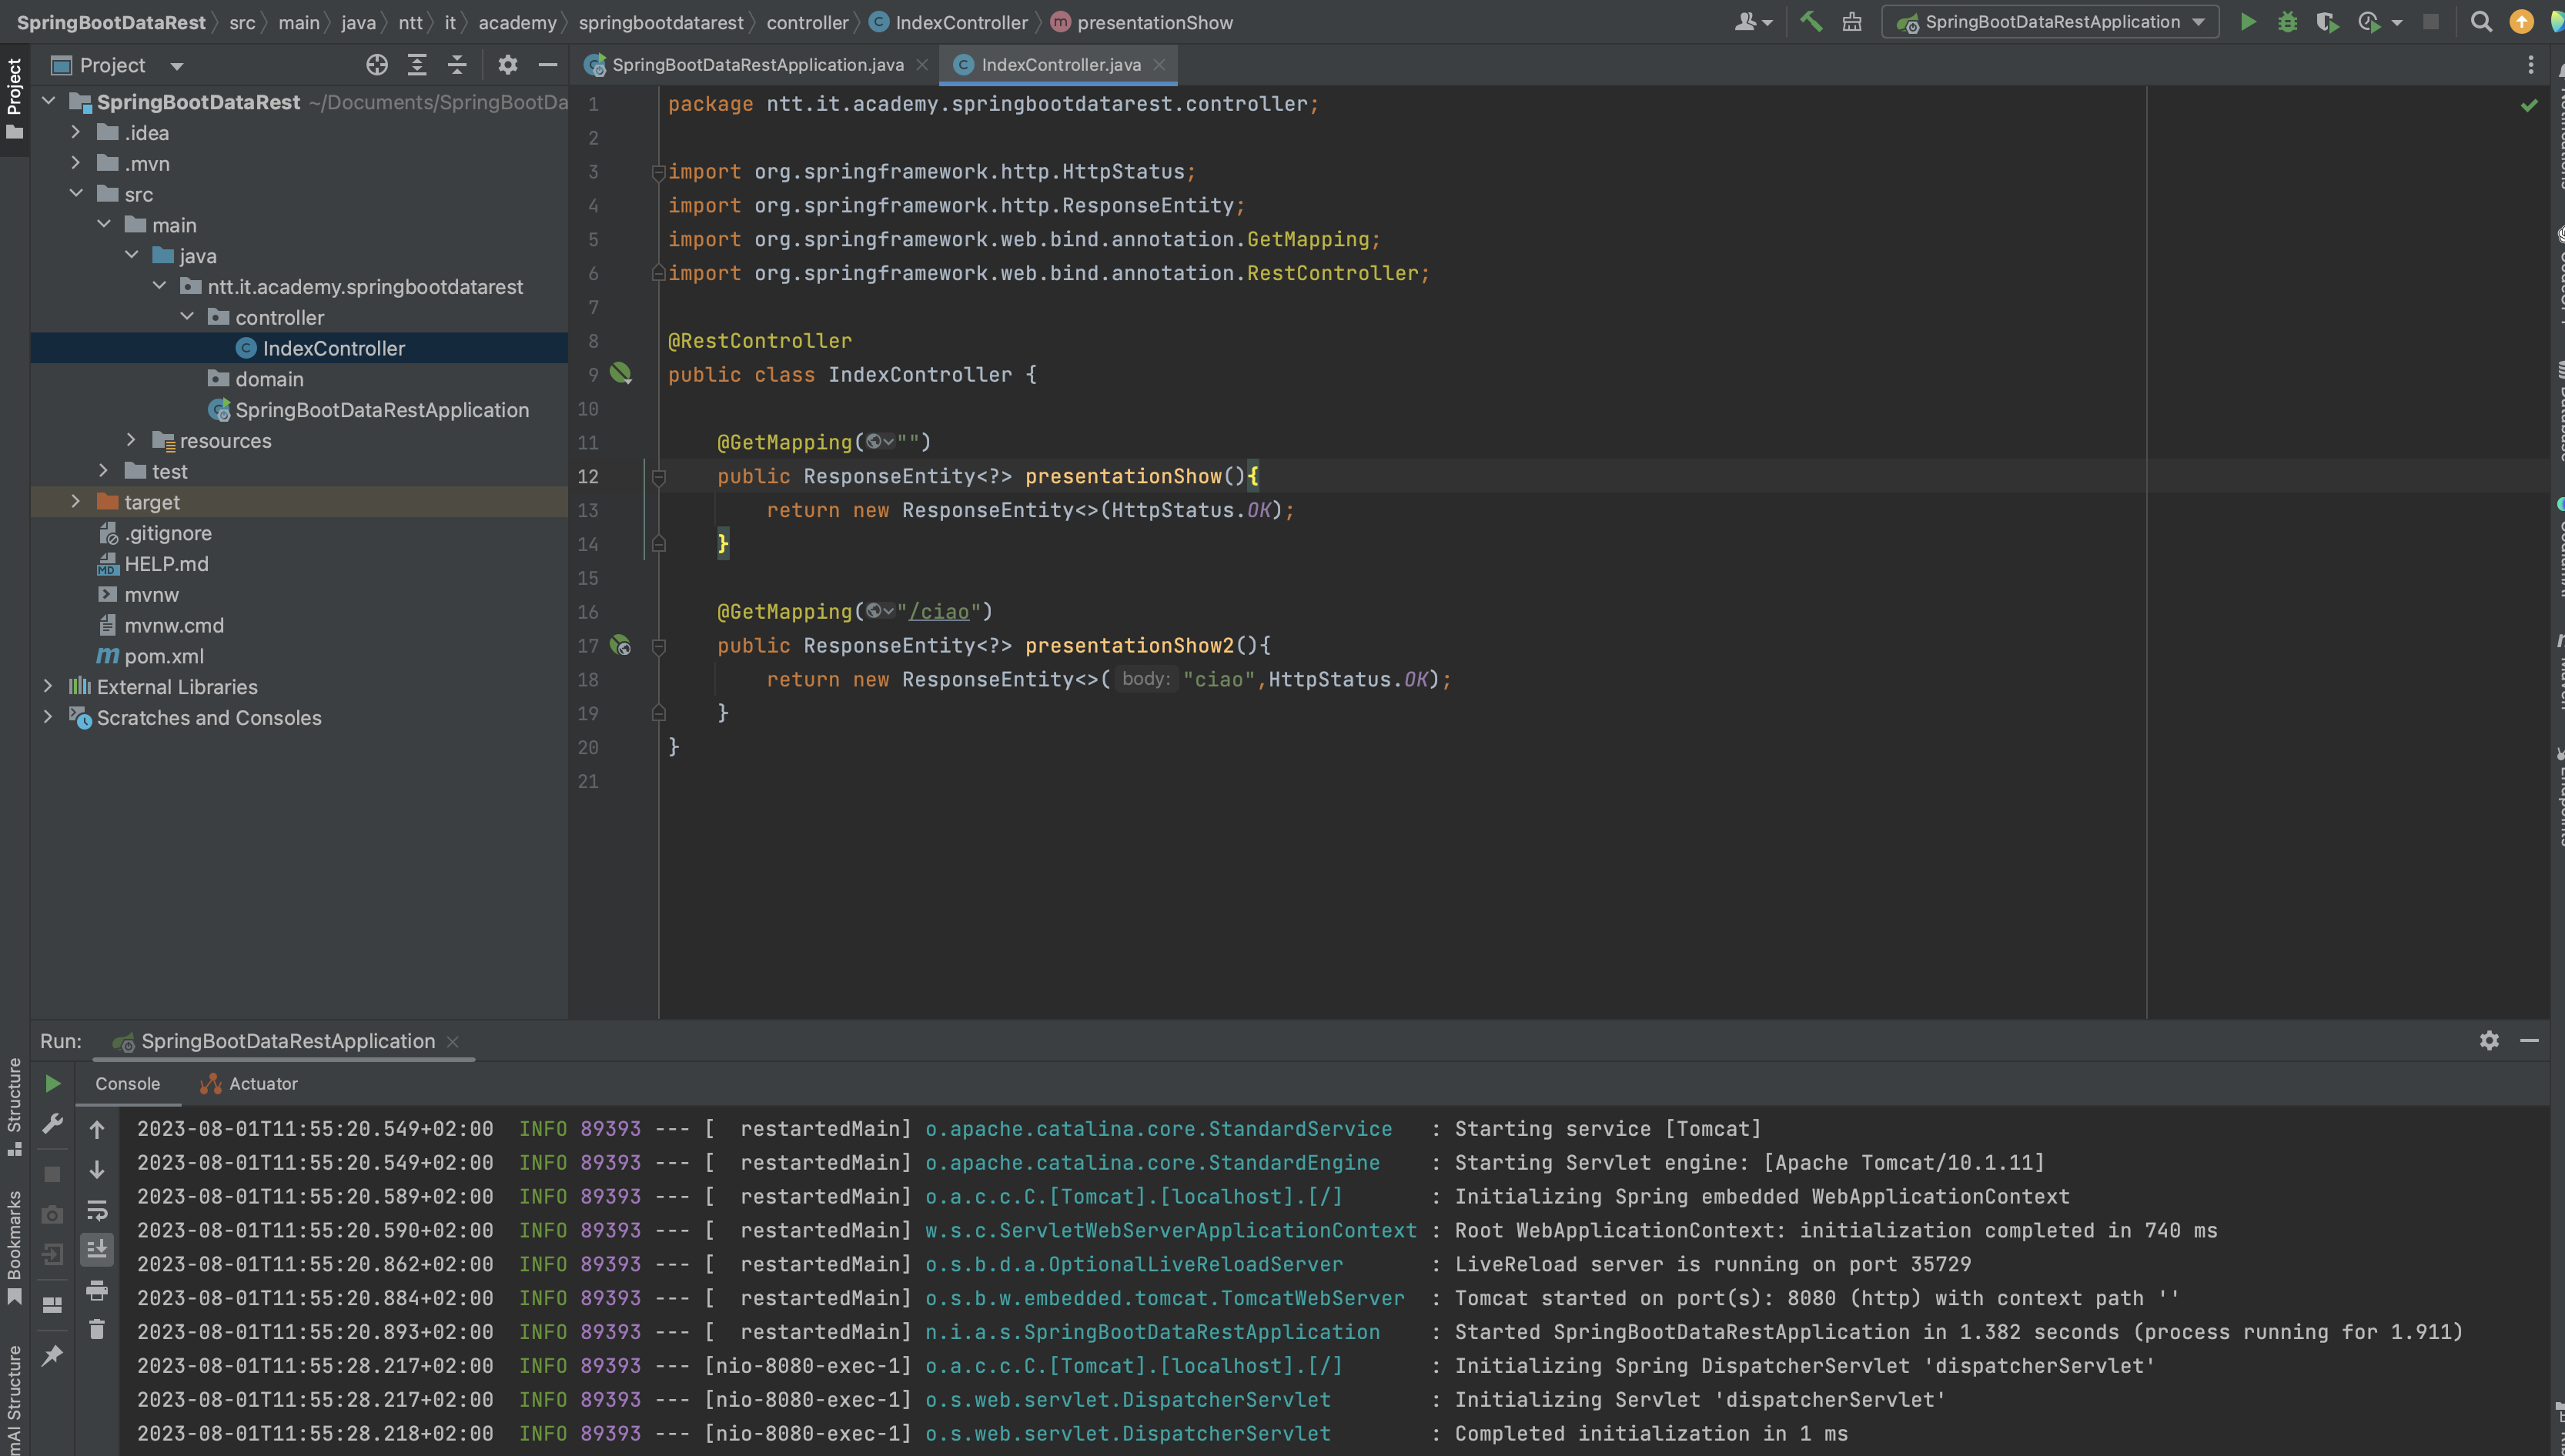 SpringBootDataRest src main java ntt it academy springbootdatarest controller IndexController presentationShow
SpringBootDataRestApplication
Project
SpringBootDataRestApplication.java
IndexController.java
Project
SpringBootDataRest ~/Documents/SpringBootDa
.idea
.mvn
src
main
java
ntt.it.academy.springbootdatarest
controller
IndexController
domain
SpringBootDataRestApplication
resources
test
target
.gitignore
HELP.md
mvnw
mvnw.cmd
pom.xml
External Libraries
Scratches and Consoles
1 package ntt.it.academy.springbootdatarest.controller;
2
3 import org.springframework.http.HttpStatus;
4 import org.springframework.http.ResponseEntity;
5 import org.springframework.web.bind.annotation.GetMapping;
6 import org.springframework.web.bind.annotation.RestController;
7
8 @RestController
9 public class IndexController {
10
11 @GetMapping("")
12 public ResponseEntity<?> presentationShow(){
13 return new ResponseEntity<>(HttpStatus.OK);
14 }
15
16 @GetMapping("/ciao")
17 public ResponseEntity<?> presentationShow2(){
18 return new ResponseEntity<>( body: "ciao",HttpStatus.OK);
19 }
20 }
21
Run: SpringBootDataRestApplication
Console Actuator
Structure
Bookmarks
mAI Structure
2023-08-01T11:55:20.549+02:00 INFO 89393 --- [ restartedMain] o.apache.catalina.core.StandardService : Starting service [Tomcat]
2023-08-01T11:55:20.549+02:00 INFO 89393 --- [ restartedMain] o.apache.catalina.core.StandardEngine : Starting Servlet engine: [Apache Tomcat/10.1.11]
2023-08-01T11:55:20.589+02:00 INFO 89393 --- [ restartedMain] o.a.c.c.C.[Tomcat].[localhost].[/] : Initializing Spring embedded WebApplicationContext
2023-08-01T11:55:20.590+02:00 INFO 89393 --- [ restartedMain] w.s.c.ServletWebServerApplicationContext : Root WebApplicationContext: initialization completed in 740 ms
2023-08-01T11:55:20.862+02:00 INFO 89393 --- [ restartedMain] o.s.b.d.a.OptionalLiveReloadServer : LiveReload server is running on port 35729
2023-08-01T11:55:20.884+02:00 INFO 89393 --- [ restartedMain] o.s.b.w.embedded.tomcat.TomcatWebServer : Tomcat started on port(s): 8080 (http) with context path ''
2023-08-01T11:55:20.893+02:00 INFO 89393 --- [ restartedMain] n.i.a.s.SpringBootDataRestApplication : Started SpringBootDataRestApplication in 1.382 seconds (process running for 1.911)
2023-08-01T11:55:28.217+02:00 INFO 89393 --- [nio-8080-exec-1] o.a.c.c.C.[Tomcat].[localhost].[/] : Initializing Spring DispatcherServlet 'dispatcherServlet'
2023-08-01T11:55:28.217+02:00 INFO 89393 --- [nio-8080-exec-1] o.s.web.servlet.DispatcherServlet : Initializing Servlet 'dispatcherServlet'
2023-08-01T11:55:28.218+02:00 INFO 89393 --- [nio-8080-exec-1] o.s.web.servlet.DispatcherServlet : Completed initialization in 1 ms